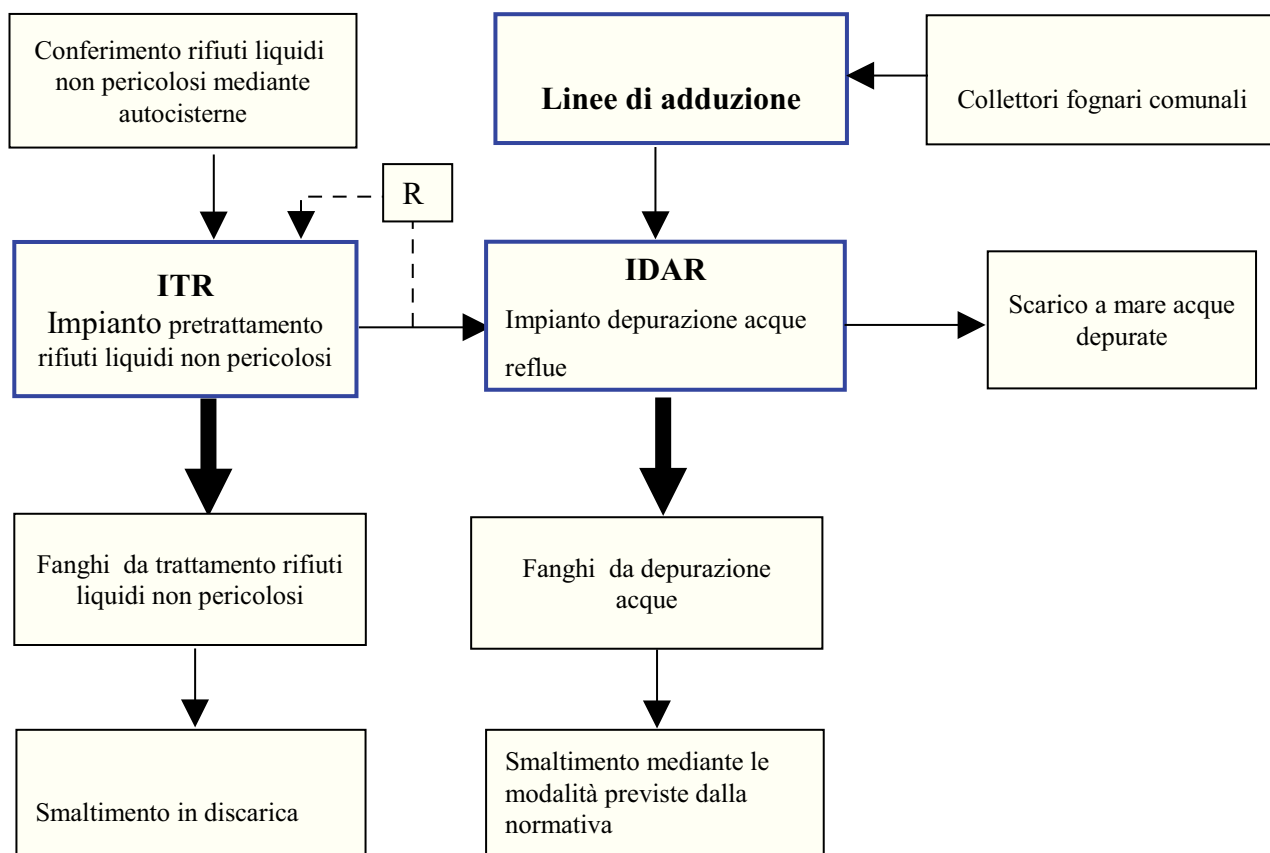 Conferimento rifiuti liquidi
non pericolosi mediante
autocisterne
Linee di adduzione
Collettori fognari comunali
R
ITR
Impianto pretrattamento
rifiuti liquidi non pericolosi
IDAR
Impianto depurazione acque
reflue
Scarico a mare acque
depurate
Fanghi da trattamento rifiuti
liquidi non pericolosi
Fanghi da depurazione
acque
Smaltimento in discarica
Smaltimento mediante le
modalità previste dalla
normativa